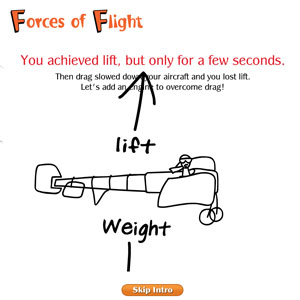 Forces of Flight
You achieved lift, but only for a few seconds.
Then drag slowed down your aircraft and you lost lift.
Let's add an engine to overcome drag!
lift
Weight
Skip Intro